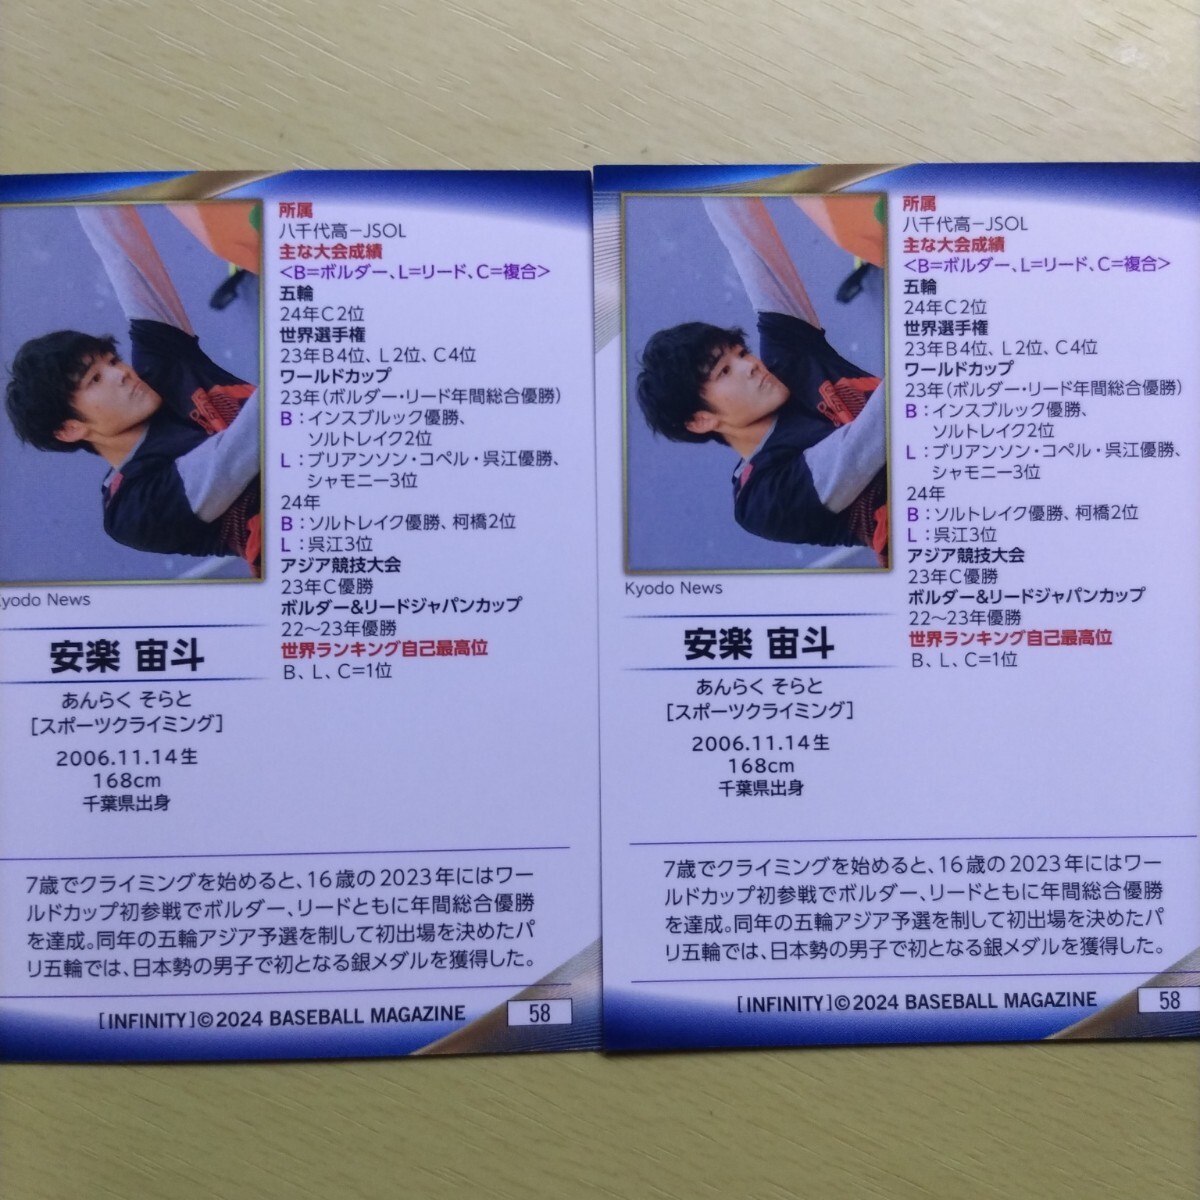 所属
八千代高－JSOL
主な大会成績
<B=ボルダー、L=リード、C=複合>
五輪
24年C2位
世界選手権
23年B4位、L2位、C4位
ワールドカップ
23年(ボルダー・リード年間総合優勝)
B：インスブルック優勝、
ソルトレイク2位
L：ブリアンソン・コペル・呉江優勝、
シャモニー3位
24年
B：ソルトレイク優勝、柯橋2位
L：呉江3位
アジア競技大会
23年C優勝
ボルダー&リードジャパンカップ
22〜23年優勝
世界ランキング自己最高位
B、L、C=1位
Kyodo News
安楽 宙斗
あんらく そらと
[スポーツクライミング]
2006.11.14生
168cm
千葉県出身
7歳でクライミングを始めると、16歳の2023年にはワー
ルドカップ初参戦でボルダー、リードともに年間総合優勝
を達成。同年の五輪アジア予選を制して初出場を決めたパ
リ五輪では、日本勢の男子で初となる銀メダルを獲得した。
[INFINITY]©2024 BASEBALL MAGAZINE
58
所属
八千代高－JSOL
主な大会成績
<B=ボルダー、L=リード、C=複合>
五輪
24年C2位
世界選手権
23年B4位、L2位、C4位
ワールドカップ
23年(ボルダー・リード年間総合優勝)
B：インスブルック優勝、
ソルトレイク2位
L：ブリアンソン・コペル・呉江優勝、
シャモニー3位
24年
B：ソルトレイク優勝、柯橋2位
L：呉江3位
アジア競技大会
23年C優勝
ボルダー&リードジャパンカップ
22〜23年優勝
世界ランキング自己最高位
B、L、C=1位
Kyodo News
安楽 宙斗
あんらく そらと
[スポーツクライミング]
2006.11.14生
168cm
千葉県出身
7歳でクライミングを始めると、16歳の2023年にはワー
ルドカップ初参戦でボルダー、リードともに年間総合優勝
を達成。同年の五輪アジア予選を制して初出場を決めたパ
リ五輪では、日本勢の男子で初となる銀メダルを獲得した。
[INFINITY]©2024 BASEBALL MAGAZINE
58